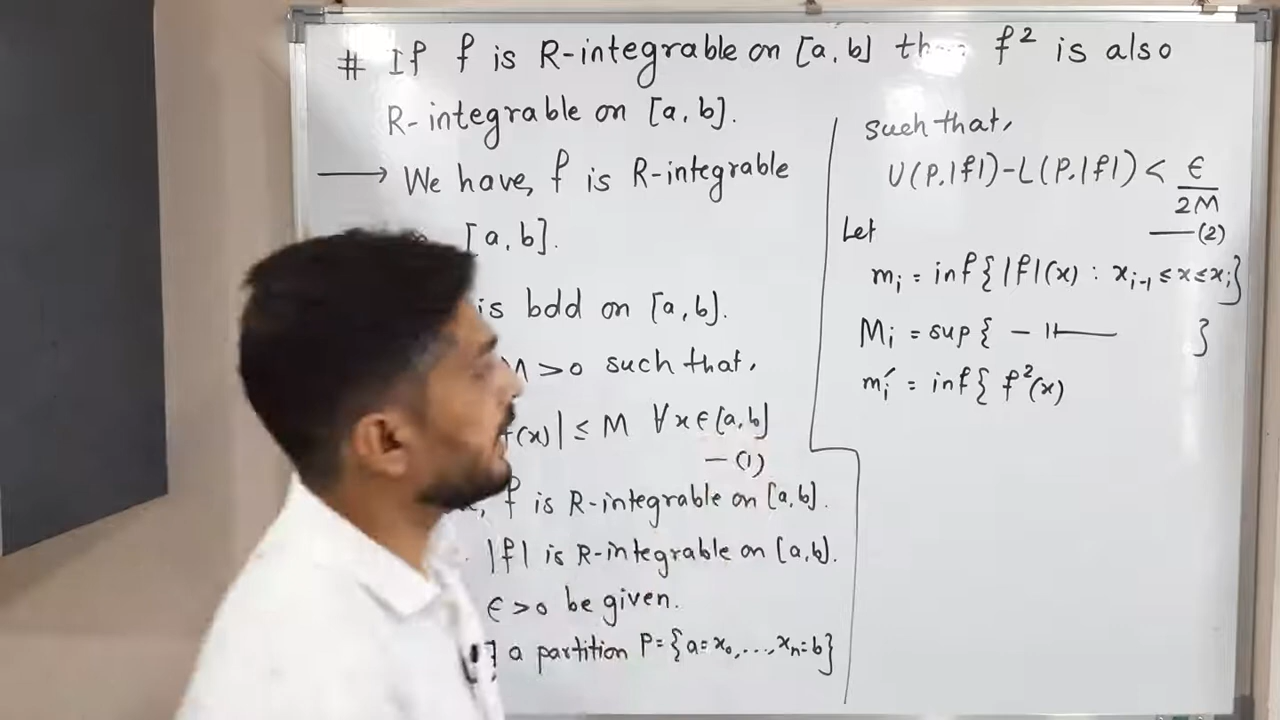 # If f is R-integrable on [a, b] f² is also
R-integrable on [a, b].
→ We have, f is R-integrable
[a, b].
is bdd on [a, b].
>0 such that,
(x)| ≤ M ∀x∈[a, b]
—(1)
f is R-integrable on [a, b].
|f| is R-integrable on [a, b].
ϵ>0 be given.
∃ a partition P={a=x₀,...,xₙ=b}
such that,
U(P,|f|)-L(P,|f|) < ϵ/2M
—(2)
Let
mᵢ = inf{|f|(x) : xᵢ₋₁ ≤ x ≤ xᵢ}
Mᵢ = sup{ — 11 — }
mᵢ′ = inf{ f²(x)